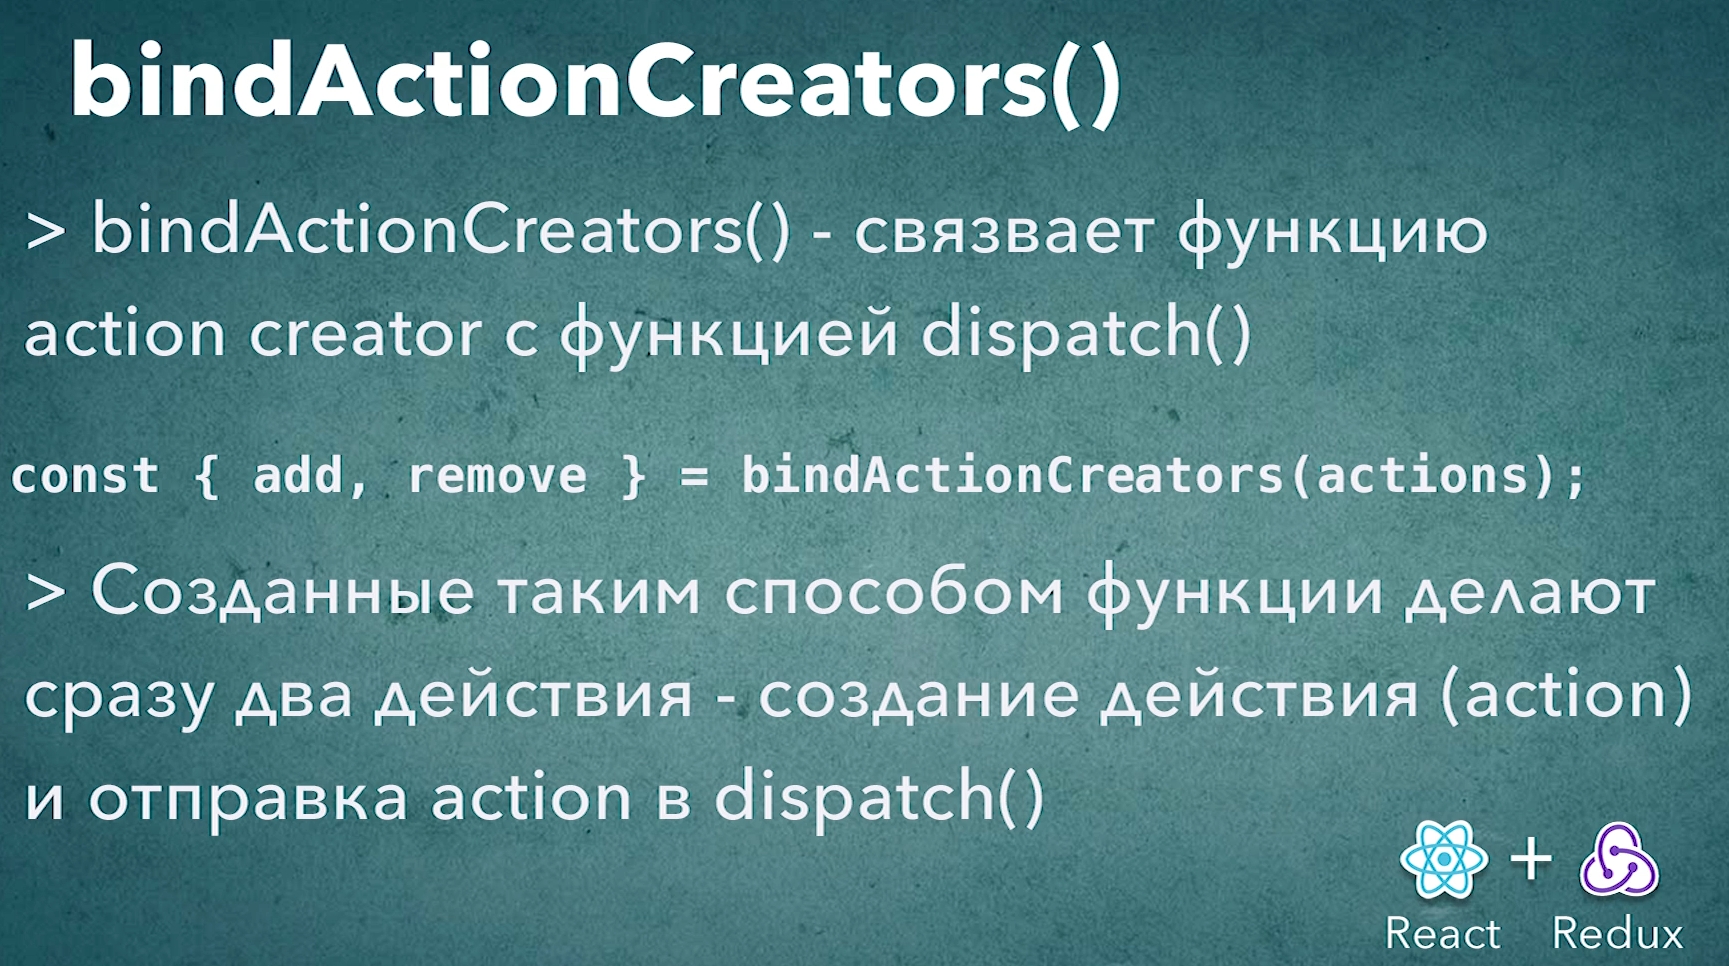 bindActionCreators()
> bindActionCreators() - связвает функцию
action creator с функцией dispatch()
const { add, remove } = bindActionCreators(actions);
> Созданные таким способом функции делают
сразу два действия - создание действия (action)
и отправка action в dispatch()
+
React Redux